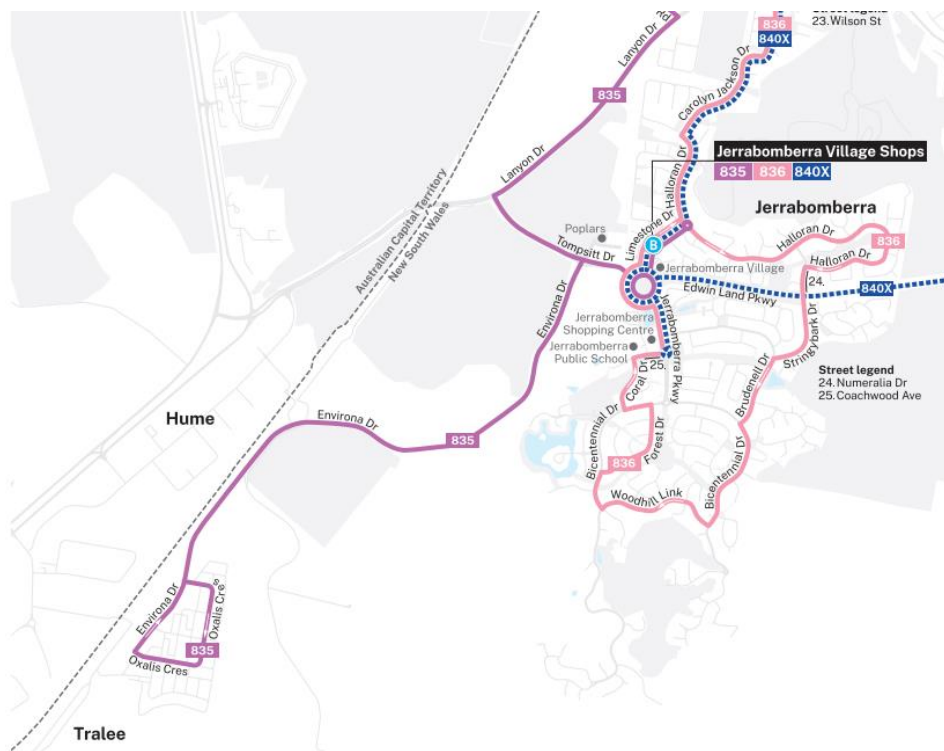 23. Wilson St
836
840X
Lanyon Dr
Rd
835
Carolyn Jackson Dr
Jerrabomberra Village Shops
835 836 840X
Lanyon Dr
Halloran Dr
Australian Capital Territory
New South Wales
Jerrabomberra
Poplars
Limestone Dr
B
Halloran Dr
836
Tompsitt Dr
Halloran Dr
Jerrabomberra Village
24.
840X
Edwin Land Pkwy
Environa Dr
Jerrabomberra
Shopping Centre
Jerrabomberra
Public School
Jerrabomberra Pkwy
25.
Stringybark Dr
Coral Dr
Street legend
24. Numeralia Dr
25. Coachwood Ave
Brudenell Dr
Hume
Environa Dr
835
Bicentennial Dr
Forest Dr
836
Bicentennial Dr
Woodhill Link
Environa Dr
Oxalis Cres
835
Oxalis Cres
Tralee